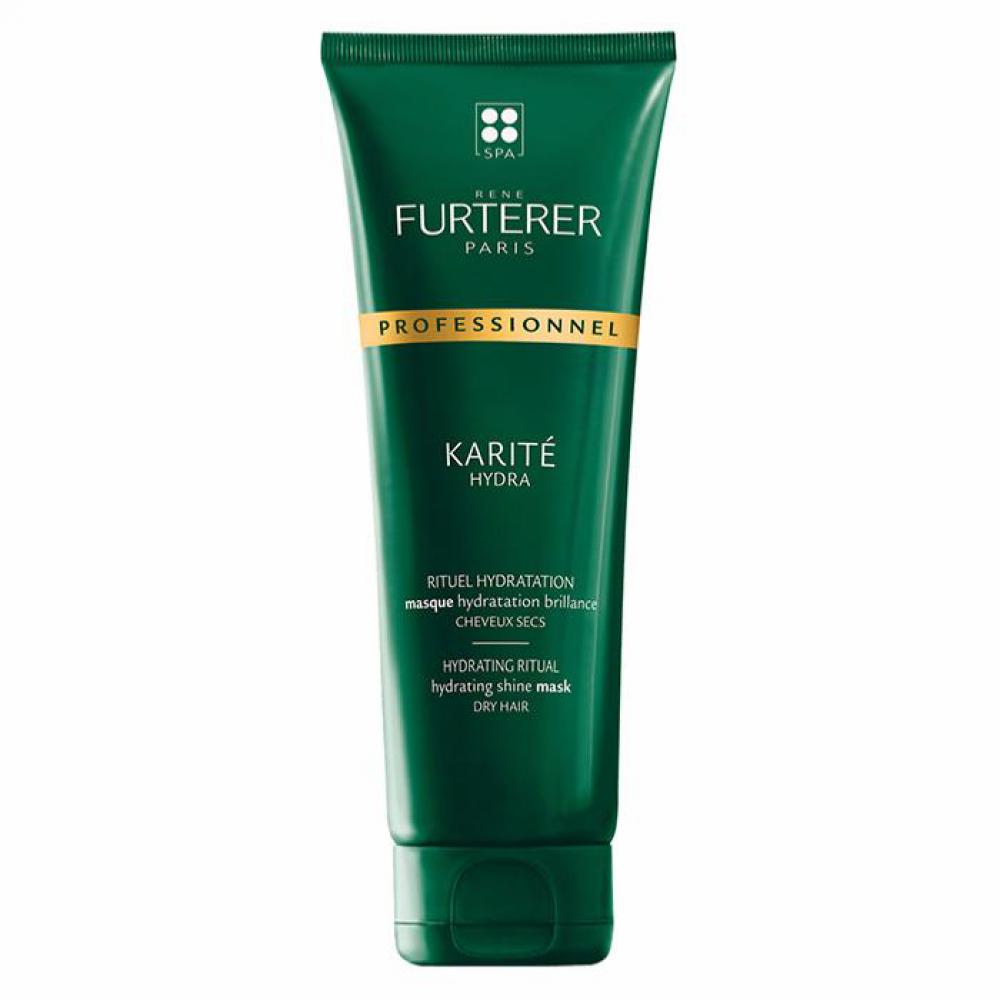 SPA
RENE
FURTERER
PARIS
PROFESSIONNEL
KARITÉ
HYDRA
RITUEL HYDRATATION
masque hydratation brillance
CHEVEUX SECS
HYDRATING RITUAL
hydrating shine mask
DRY HAIR